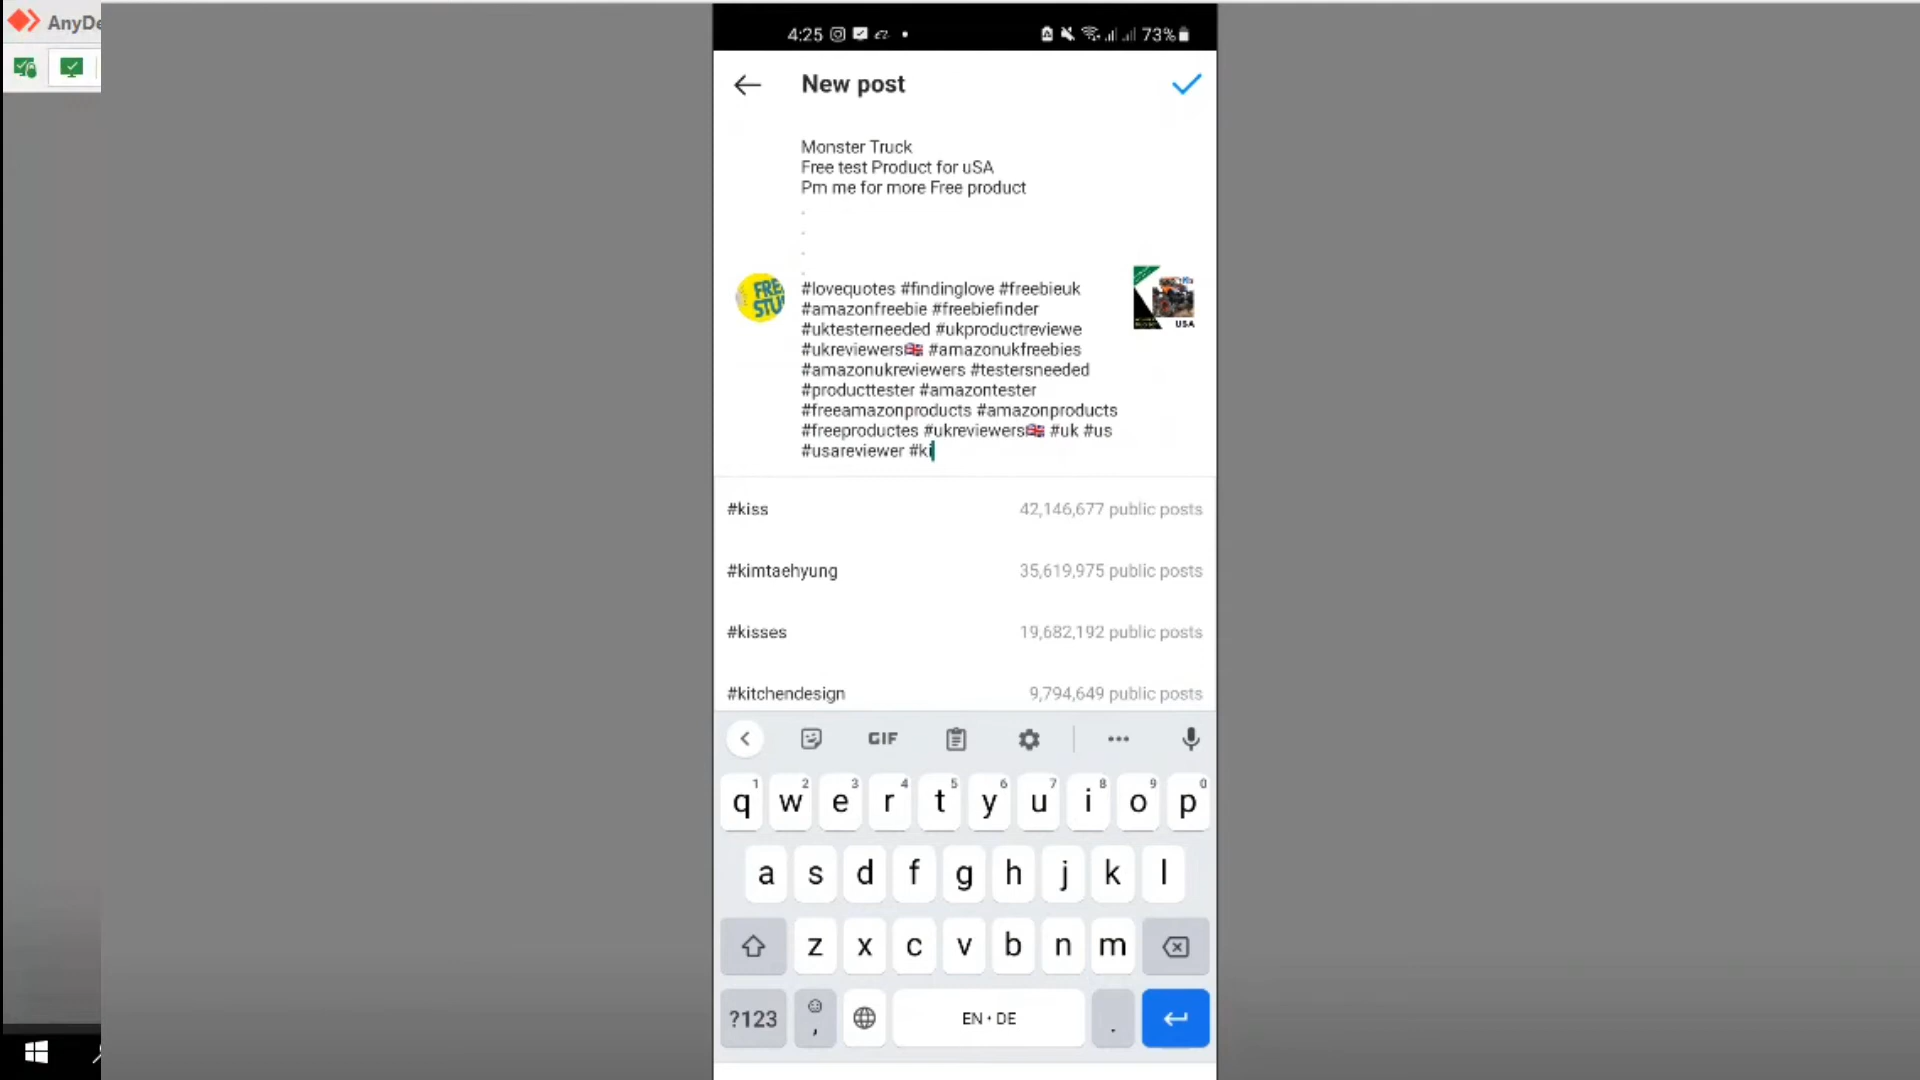 AnyDe
4:25
73%
New post
Monster Truck
Free test Product for uSA
Pm me for more Free product
.
.
.
.
#lovequotes #findinglove #freebieuk
#amazonfreebie #freebiefinder
#uktesterneeded #ukproductreviewe
#ukreviewers🇬🇧 #amazonukfreebies
#amazonukreviewers #testersneeded
#producttester #amazontester
#freeamazonproducts #amazonproducts
#freeproductes #ukreviewers🇬🇧 #uk #us
#usareviewer #ki
FRE
STU
USA
#kiss 42,146,677 public posts
#kimtaehyung 35,619,975 public posts
#kisses 19,682,192 public posts
#kitchendesign 9,794,649 public posts
GIF
1 2 3 4 5 6 7 8 9 0
q w e r t y u i o p
a s d f g h j k l
z x c v b n m
?123 , EN • DE .